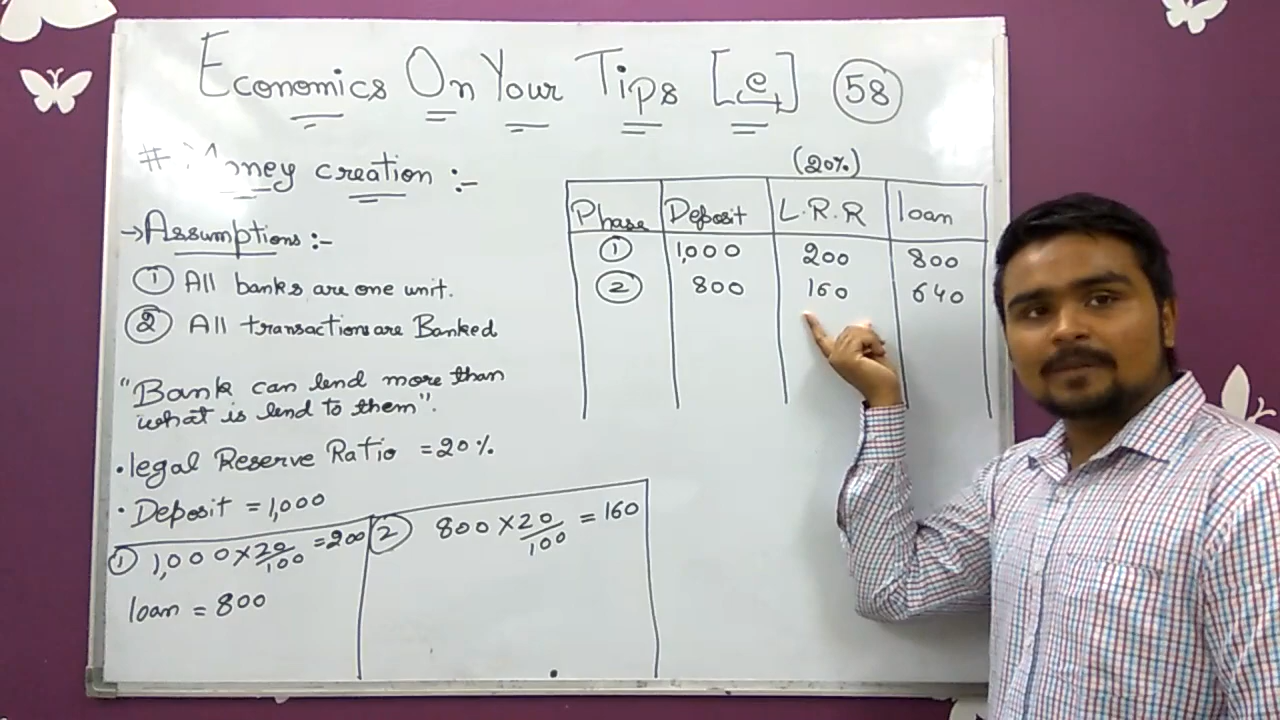 Economics On Your Tips [e] 58
# Money creation :-
→ Assumptions :-
① All banks are one unit.
② All transactions are Banked
"Bank can lend more than
what is lend to them".
• legal Reserve Ratio = 20%
• Deposit = 1,000
① 1,000 × 20/100 = 200
loan = 800
② 800 × 20/100 = 160
(20%)
Phase Deposit L.R.R loan
① 1,000 200 800
② 800 160 640